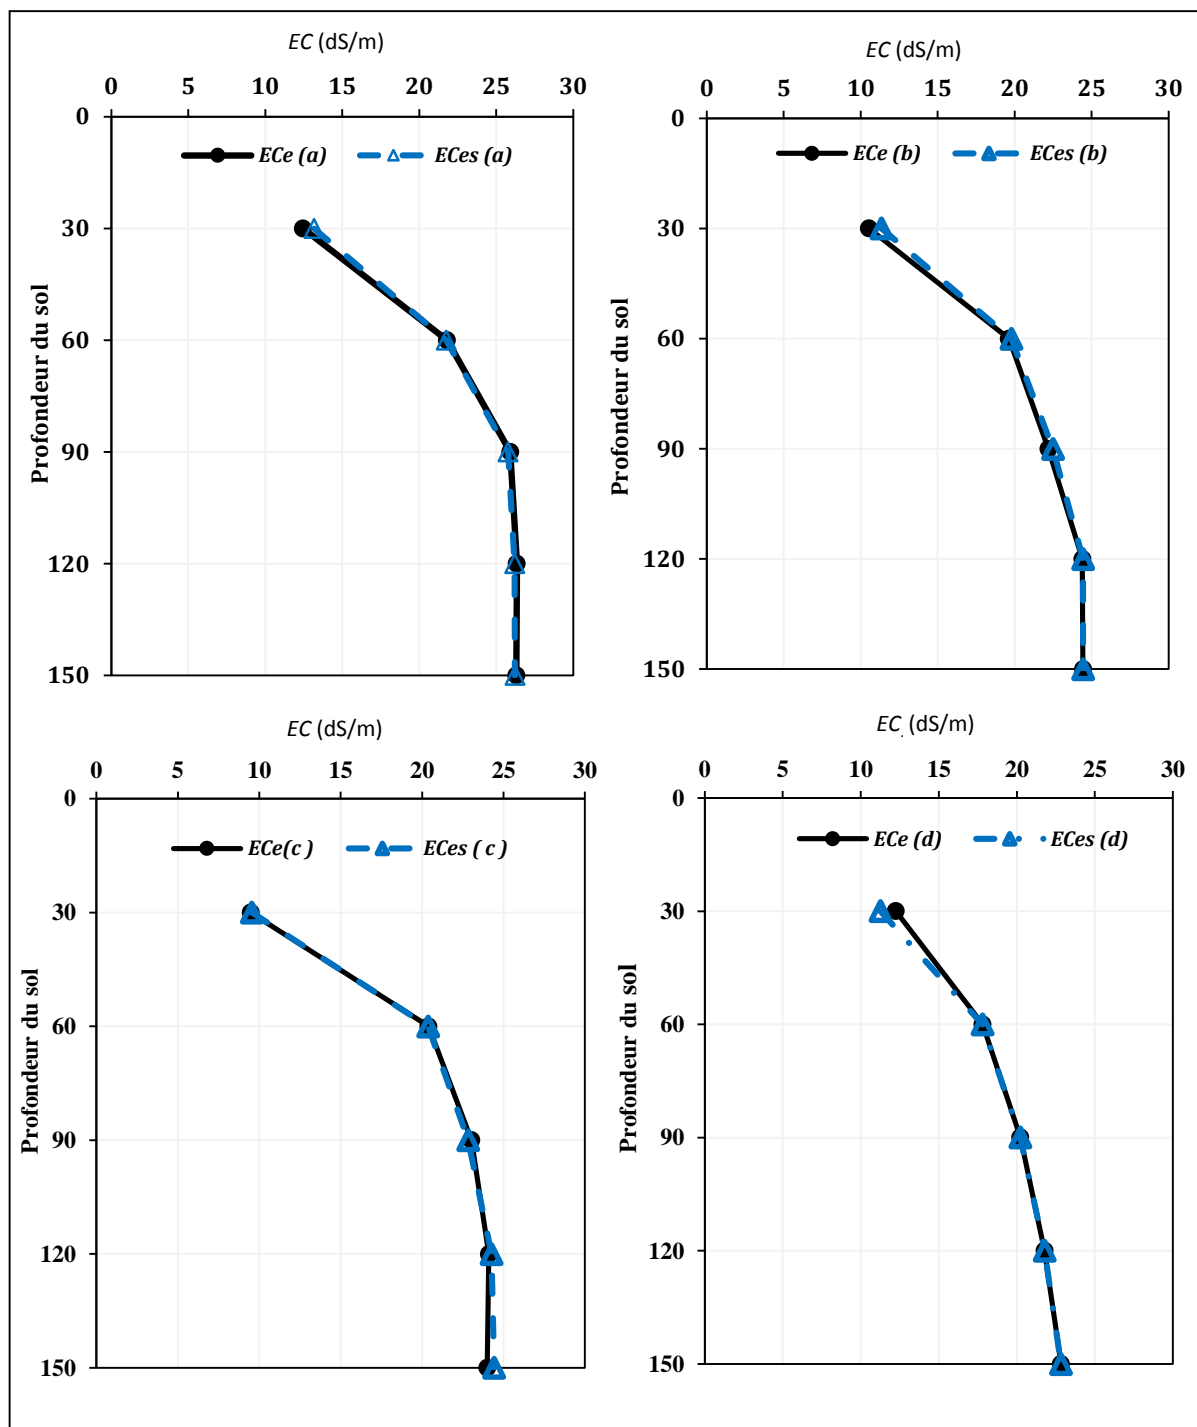 EC (dS/m)
0 5 10 15 20 25 30
0
ECe (a) ECes (a)
30
60
90
120
150
Profondeur du sol
EC (dS/m)
0 5 10 15 20 25 30
0
ECe (b) ECes (b)
30
60
90
120
150
Profondeur du sol
EC (dS/m)
0 5 10 15 20 25 30
0
ECe(c ) ECes ( c )
30
60
90
120
150
Profondeur du sol
EC (dS/m)
0 5 10 15 20 25 30
0
ECe (d) ECes (d)
30
60
90
120
150
Profondeur du sol